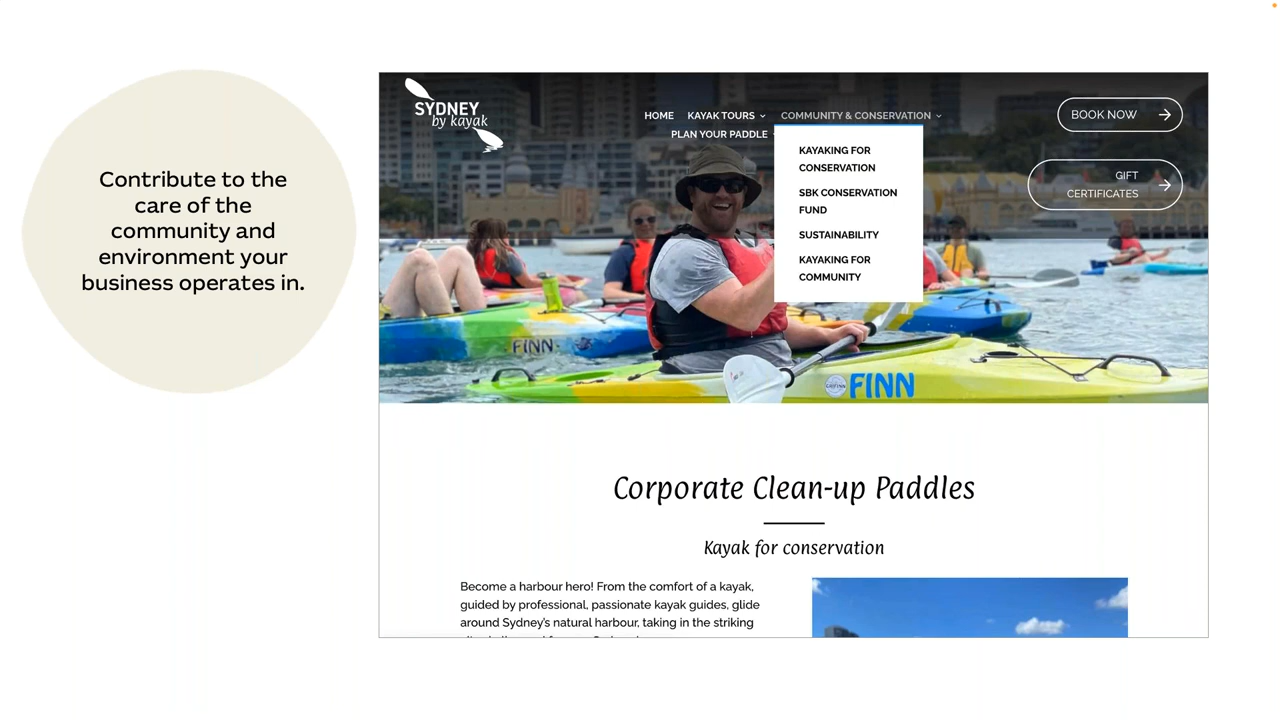 Contribute to the
care of the
community and
environment your
business operates in.
SYDNEY
by kayak
HOME KAYAK TOURS COMMUNITY & CONSERVATION
PLAN YOUR PADDLE
KAYAKING FOR
CONSERVATION
SBK CONSERVATION
FUND
SUSTAINABILITY
KAYAKING FOR
COMMUNITY
BOOK NOW
GIFT
CERTIFICATES
FINN
FINN
Corporate Clean-up Paddles
Kayak for conservation
Become a harbour hero! From the comfort of a kayak,
guided by professional, passionate kayak guides, glide
around Sydney's natural harbour, taking in the striking